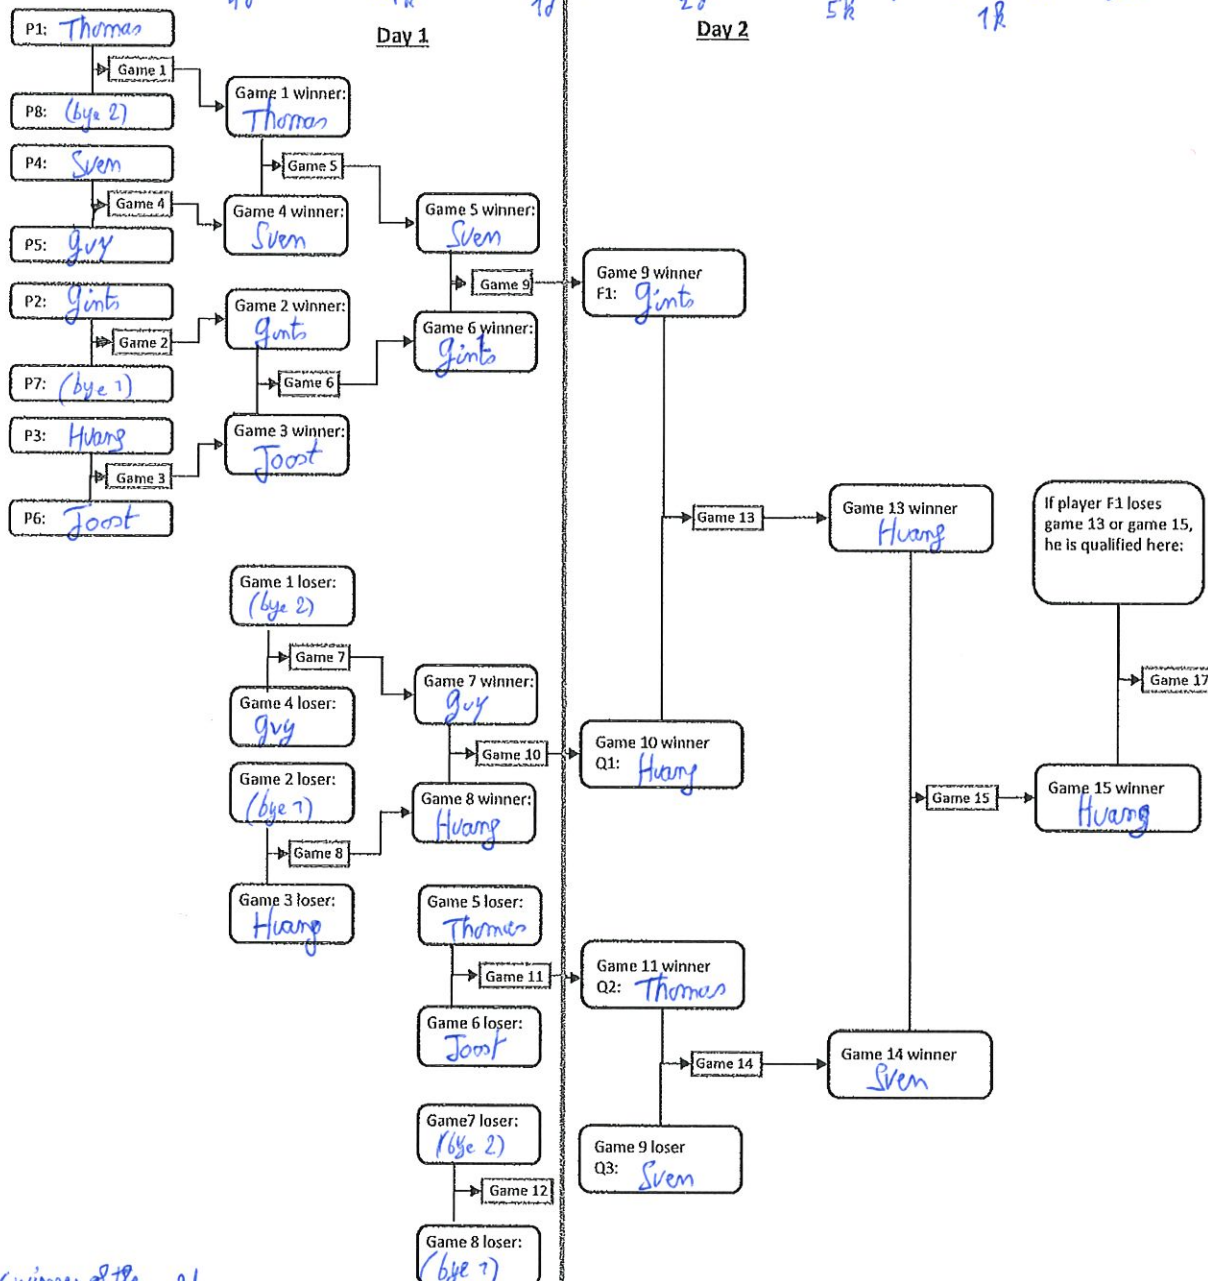 1d
2d
5k
1k
Day 1
Day 2
P1: Thomas
Game 1
P8: (bye 2)
Game 1 winner:
Thomas
P4: Sven
Game 4
P5: Guy
Game 5
Game 4 winner:
Sven
Game 5 winner:
Sven
P2: Gints
Game 2
P7: (bye 1)
Game 2 winner:
Gints
Game 9
Game 9 winner
F1: Gints
Game 6 winner:
Gints
P3: Huang
Game 3
P6: Joost
Game 6
Game 3 winner:
Joost
Game 13
Game 13 winner
Huang
If player F1 loses
game 13 or game 15,
he is qualified here:
Game 1 loser:
(bye 2)
Game 7
Game 4 loser:
Guy
Game 7 winner:
Guy
Game 17
Game 10
Game 10 winner
Q1: Huang
Game 2 loser:
(bye 1)
Game 8
Game 3 loser:
Huang
Game 8 winner:
Huang
Game 15
Game 15 winner
Huang
Game 5 loser:
Thomas
Game 11
Game 11 winner
Q2: Thomas
Game 6 loser:
Joost
Game 14
Game 14 winner
Sven
Game7 loser:
(bye 2)
Game 12
Game 9 loser
Q3: Sven
Game 8 loser:
(bye 1)